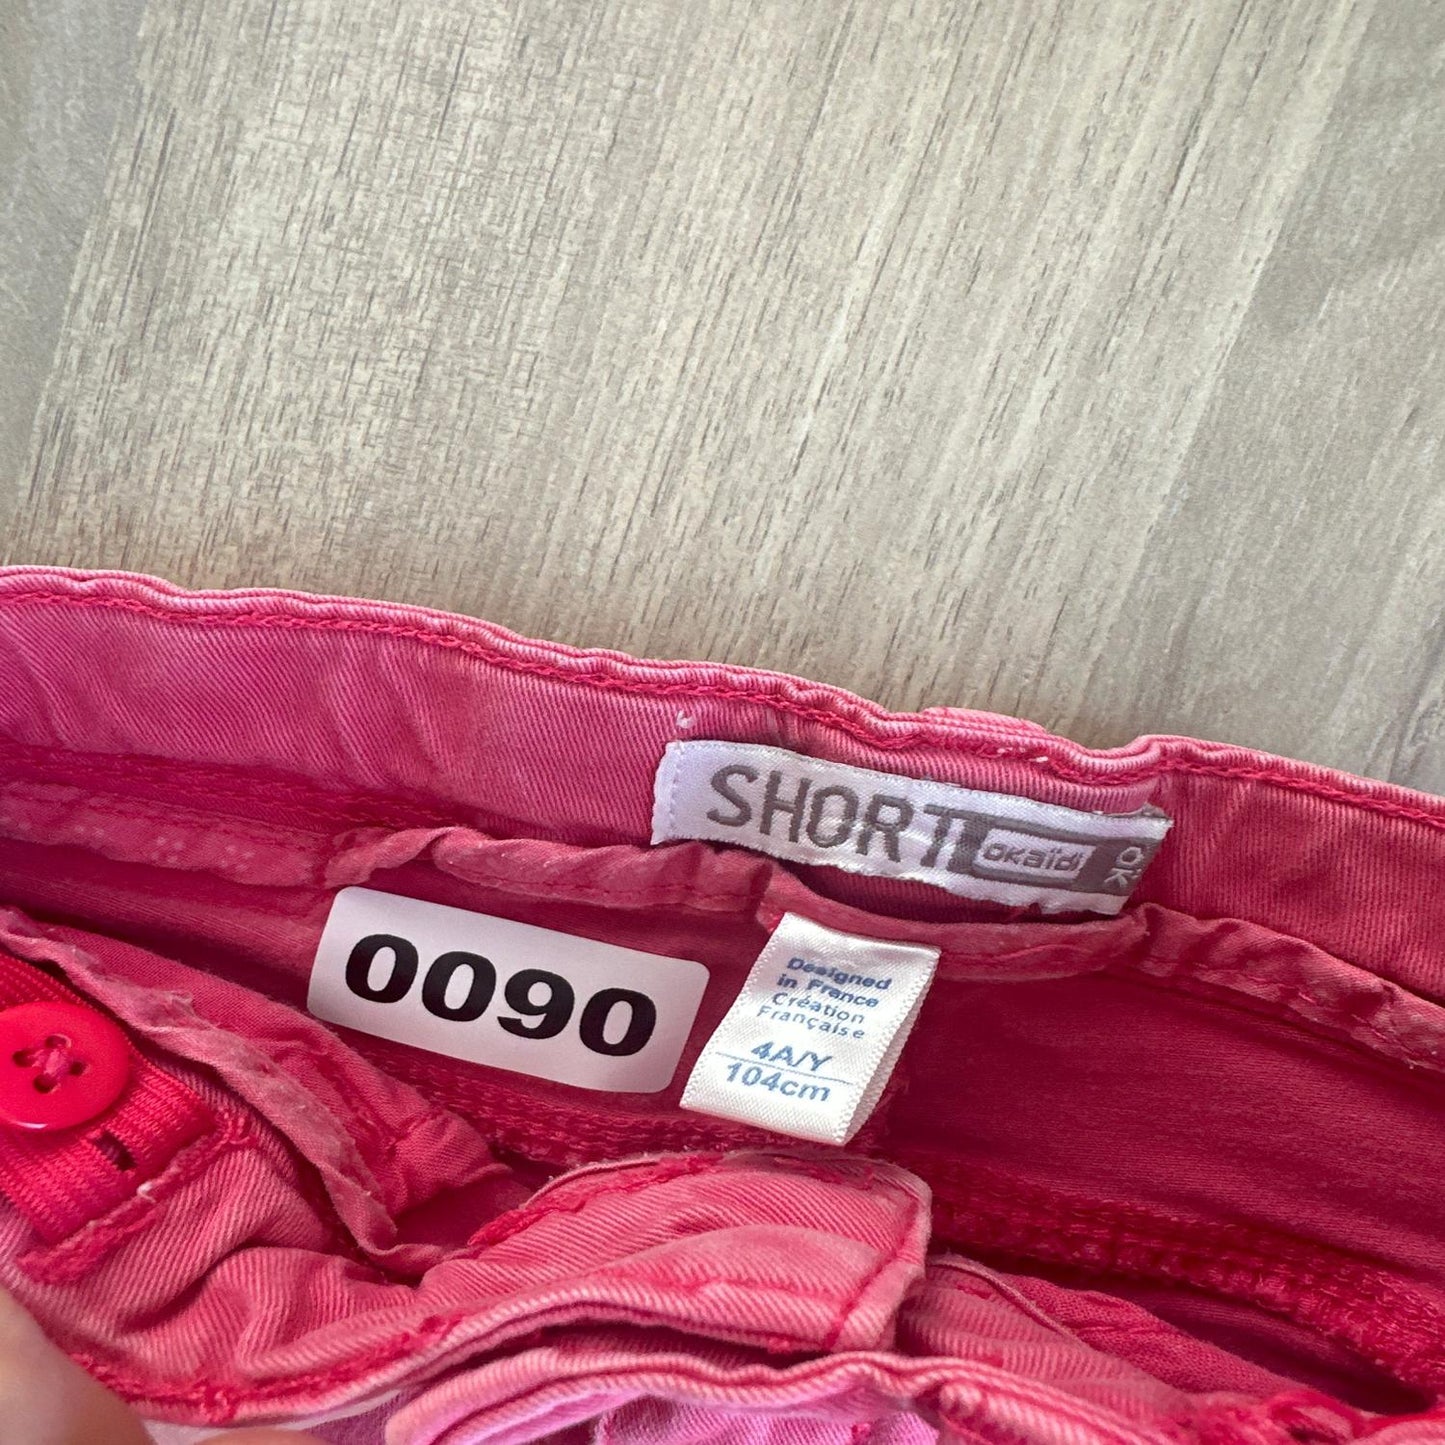 SHORT OKaïdi OK
0090
Designed
in France
Création
Française
4A/Y
104cm